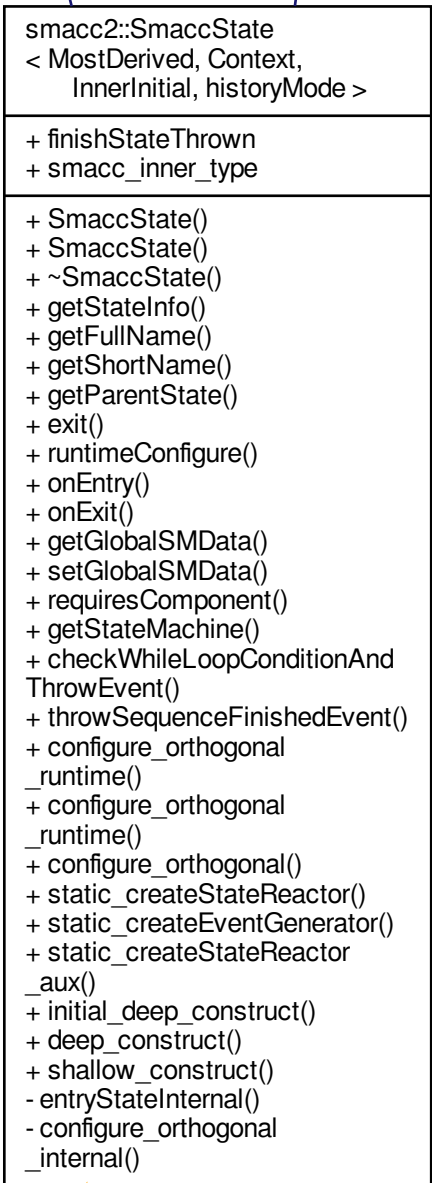 smacc2::SmaccState
< MostDerived, Context,
InnerInitial, historyMode >
+ finishStateThrown
+ smacc_inner_type
+ SmaccState()
+ SmaccState()
+ ~SmaccState()
+ getStateInfo()
+ getFullName()
+ getShortName()
+ getParentState()
+ exit()
+ runtimeConfigure()
+ onEntry()
+ onExit()
+ getGlobalSMData()
+ setGlobalSMData()
+ requiresComponent()
+ getStateMachine()
+ checkWhileLoopConditionAnd
ThrowEvent()
+ throwSequenceFinishedEvent()
+ configure_orthogonal
_runtime()
+ configure_orthogonal
_runtime()
+ configure_orthogonal()
+ static_createStateReactor()
+ static_createEventGenerator()
+ static_createStateReactor
_aux()
+ initial_deep_construct()
+ deep_construct()
+ shallow_construct()
- entryStateInternal()
- configure_orthogonal
_internal()